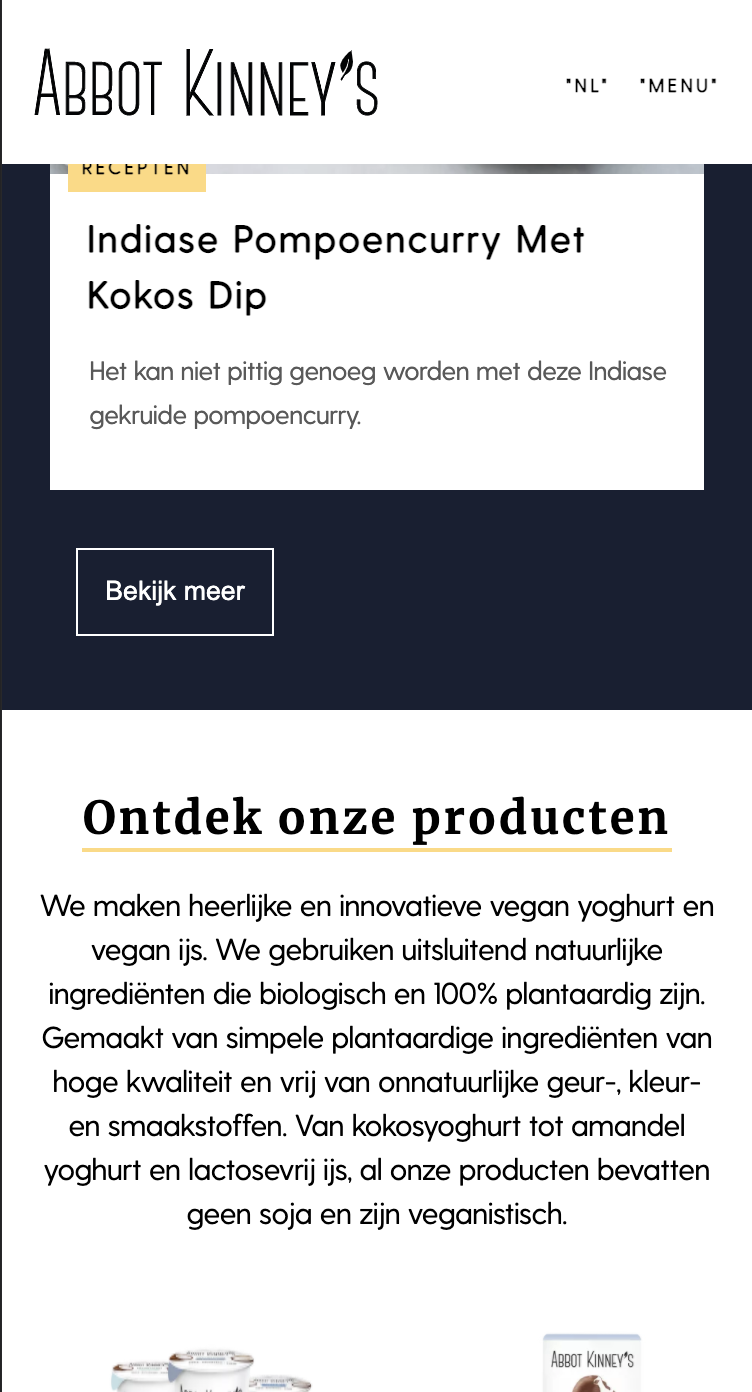 ABBOT KINNEY'S
"NL" "MENU"
RECEPTEN
Indiase Pompoencurry Met
Kokos Dip
Het kan niet pittig genoeg worden met deze Indiase
gekruide pompoencurry.
Bekijk meer
Ontdek onze producten
We maken heerlijke en innovatieve vegan yoghurt en
vegan ijs. We gebruiken uitsluitend natuurlijke
ingrediënten die biologisch en 100% plantaardig zijn.
Gemaakt van simpele plantaardige ingrediënten van
hoge kwaliteit en vrij van onnatuurlijke geur-, kleur-
en smaakstoffen. Van kokosyoghurt tot amandel
yoghurt en lactosevrij ijs, al onze producten bevatten
geen soja en zijn veganistisch.
ABBOT KINNEY'S